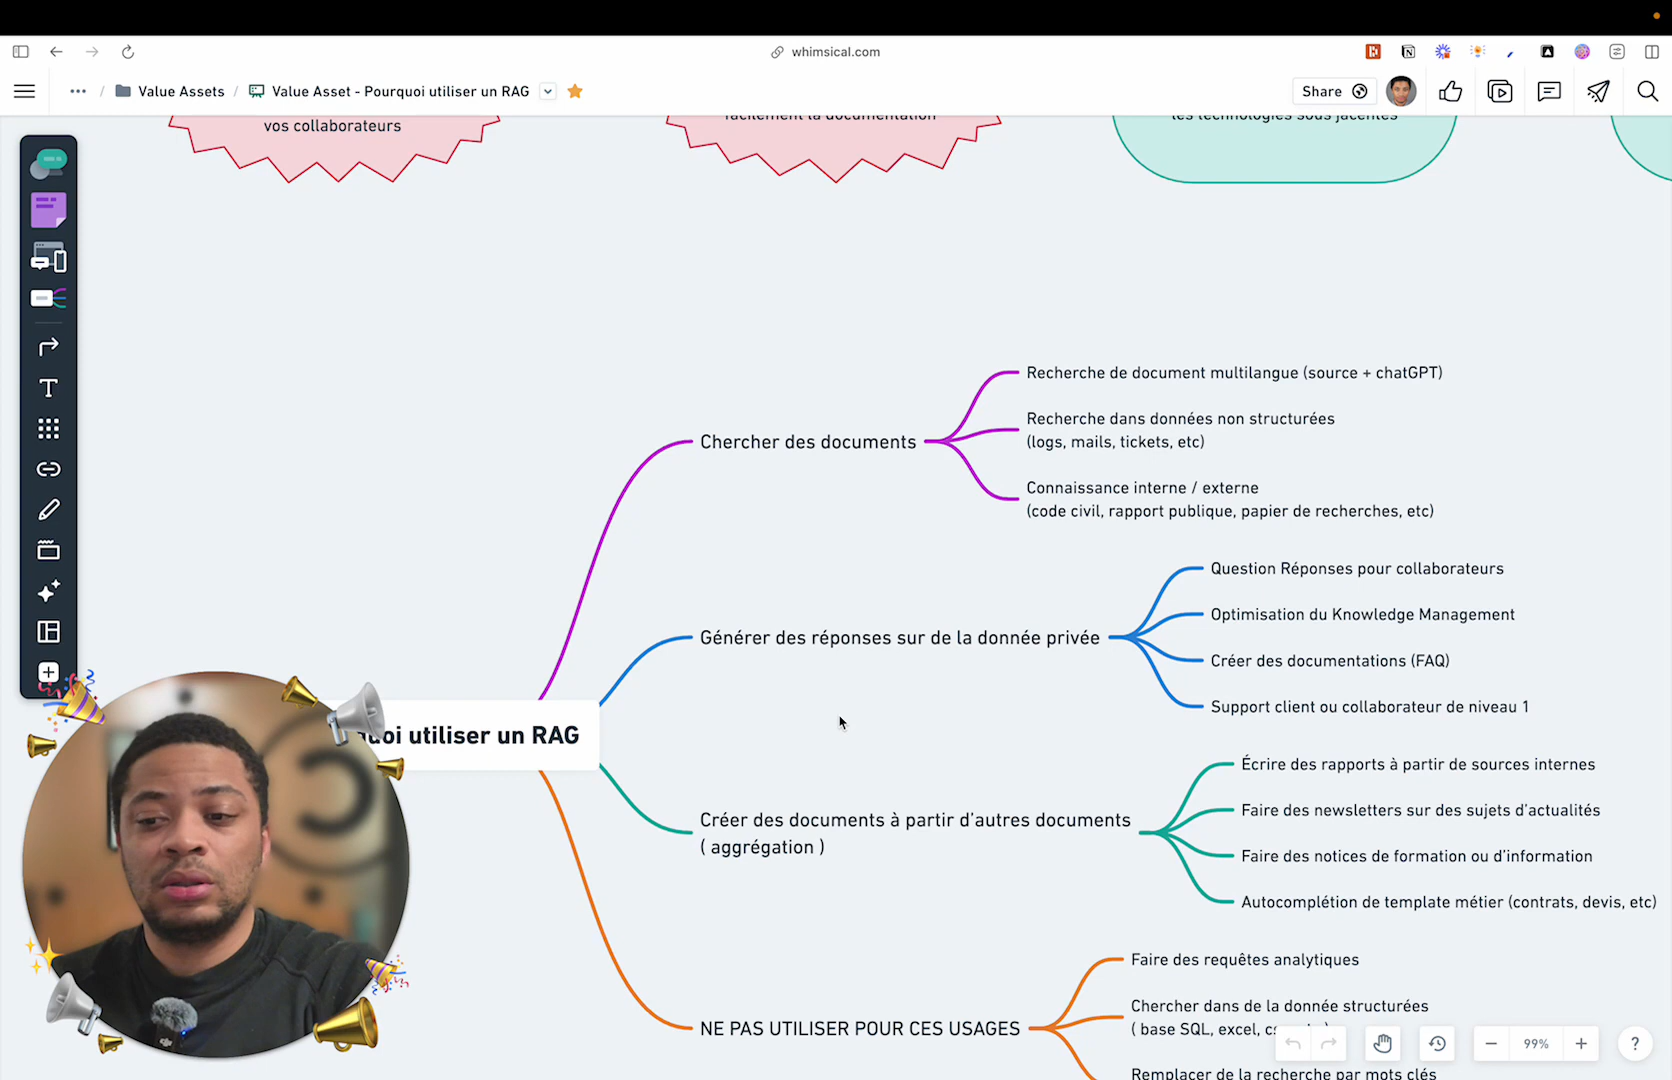 whimsical.com
Value Assets / Value Asset - Pourquoi utiliser un RAG
Share
vos collaborateurs
facilement la documentation
les technologies sous jacentes
Recherche de document multilangue (source + chatGPT)
Chercher des documents
Recherche dans données non structurées
(logs, mails, tickets, etc)
Connaissance interne / externe
(code civil, rapport publique, papier de recherches, etc)
Question Réponses pour collaborateurs
Générer des réponses sur de la donnée privée
Optimisation du Knowledge Management
Créer des documentations (FAQ)
Support client ou collaborateur de niveau 1
utiliser un RAG
Écrire des rapports à partir de sources internes
Créer des documents à partir d'autres documents
( aggrégation )
Faire des newsletters sur des sujets d'actualités
Faire des notices de formation ou d'information
Autocomplétion de template métier (contrats, devis, etc)
Faire des requêtes analytiques
NE PAS UTILISER POUR CES USAGES
Chercher dans de la donnée structurées
( base SQL, excel,
Remplacer de la recherche par mots clés
99%